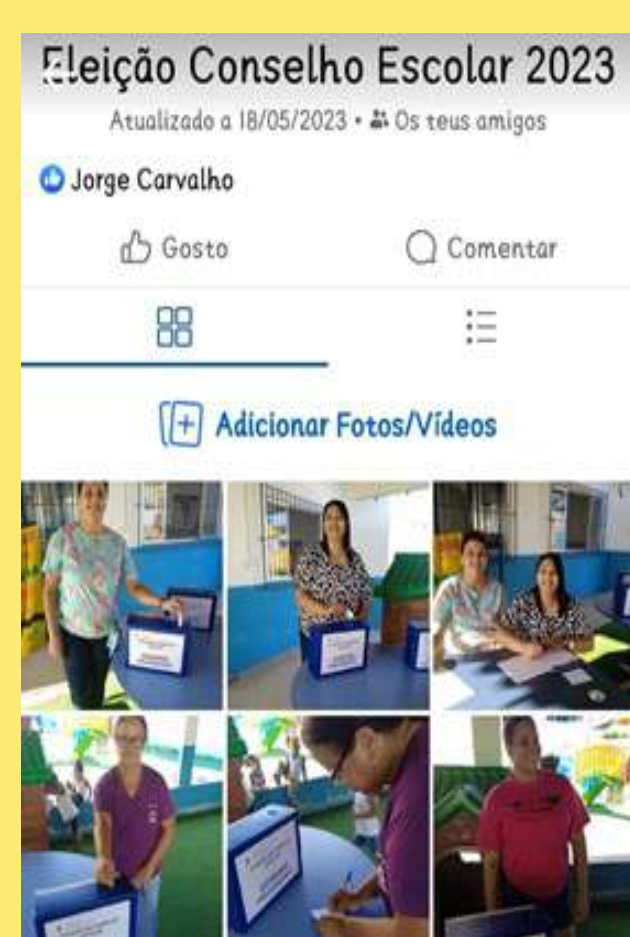 Eleição Conselho Escolar 2023
Atualizado a 18/05/2023 • Os teus amigos
Jorge Carvalho
Gosto
Comentar
Adicionar Fotos/Vídeos